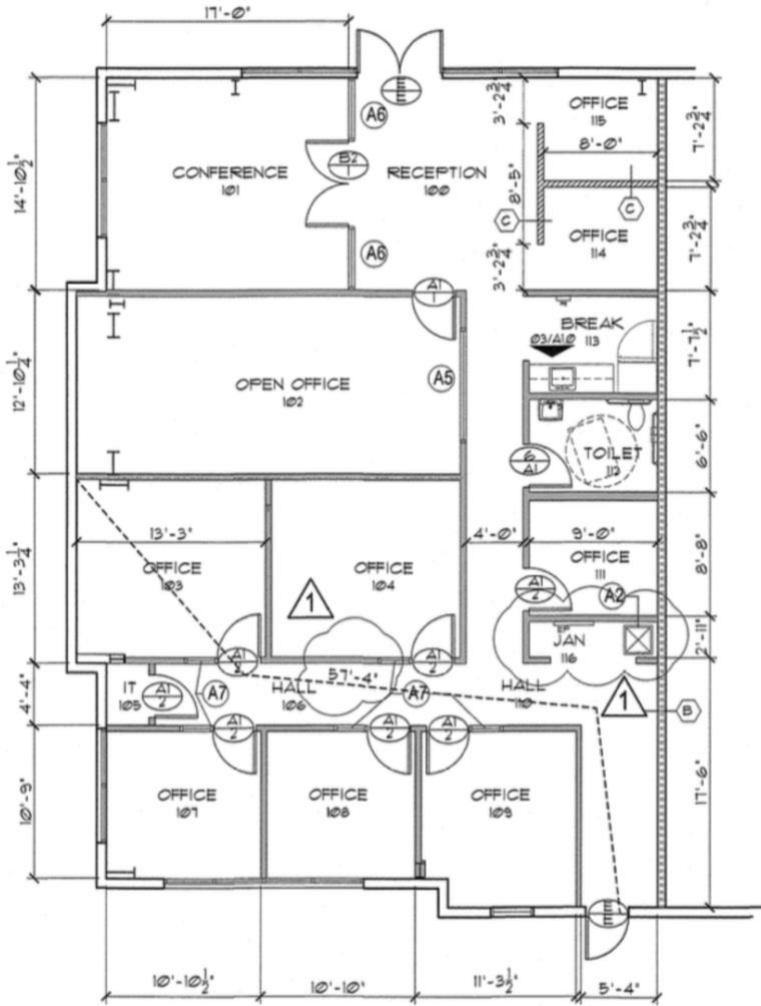 17'-0"
3'-2 3/4"
OFFICE
115
8'-0"
7'-2 3/4"
A6
E
E
CONFERENCE
101
B2
1
RECEPTION
100
14'-10 1/2"
8'-5"
C
C
OFFICE
114
7'-2 3/4"
A6
3'-2 3/4"
A1
1
BREAK
113
03/A1.0
7'-7 1/2"
OPEN OFFICE
102
A5
12'-10 1/4"
6
A1
TOILET
112
6'-6"
13'-3"
4'-0"
9'-0"
OFFICE
103
OFFICE
104
OFFICE
111
13'-3 1/4"
8'-8"
1
A1
2
A2
EP
JAN
116
2'-11"
A1
2
A1
2
57'-4"
IT
105
A1
2
A7
HALL
106
A7
HALL
110
1
B
4'-4"
A1
2
A1
2
A1
2
OFFICE
107
OFFICE
108
OFFICE
109
10'-9"
17'-6"
E
E
10'-10 1/2"
10'-10"
11'-3 1/2"
5'-4"